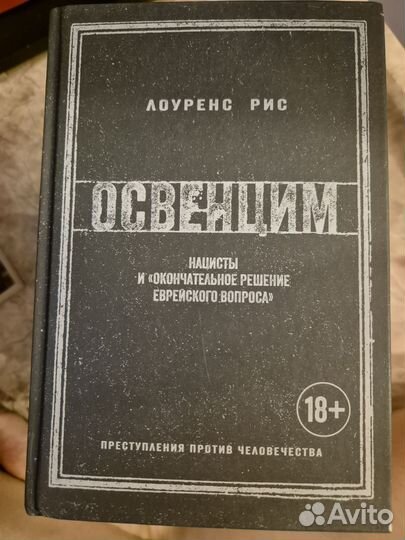 ЛОУРЕНС РИС
ОСВЕНЦИМ
НАЦИСТЫ
И «ОКОНЧАТЕЛЬНОЕ РЕШЕНИЕ
ЕВРЕЙСКОГО ВОПРОСА»
18+
ПРЕСТУПЛЕНИЯ ПРОТИВ ЧЕЛОВЕЧЕСТВА
Avito